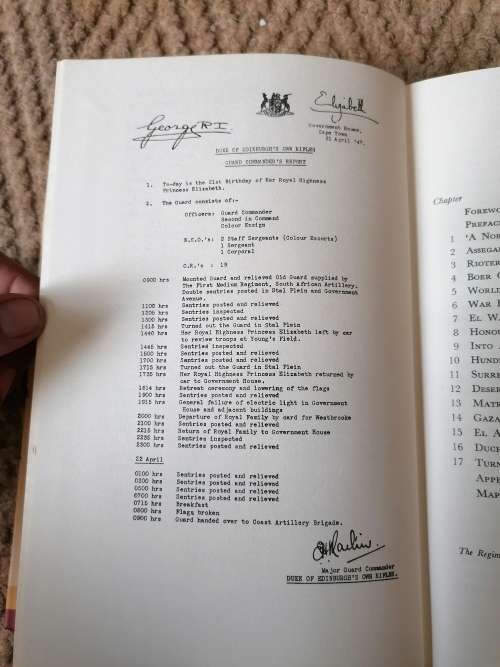 George R.I.
Elizabeth
Government House,
Cape Town
21 April '47.
DUKE OF EDINBURGH'S OWN RIFLES
GUARD COMMANDER'S REPORT
1. To-day is the 21st Birthday of Her Royal Highness
Princess Elizabeth.
2. The Guard consists of:-
Officers: Guard Commander
Second in Command
Colour Ensign
N.C.O.'s: 2 Staff Sergeants (Colour Escorts)
1 Sergeant
1 Corporal
O.R.'s : 18
0900 hrs Mounted Guard and relieved Old Guard supplied by
The First Medium Regiment, South African Artillery.
Double sentries posted in Stal Plein and Government
Avenue.
1100 hrs Sentries posted and relieved
1205 hrs Sentries inspected
1300 hrs Sentries posted and relieved
1415 hrs Turned out the Guard in Stal Plein
1440 hrs Her Royal Highness Princess Elizabeth left by car
to review troops at Young's Field.
1445 hrs Sentries inspected
1500 hrs Sentries posted and relieved
1700 hrs Sentries posted and relieved
1715 hrs Turned out the Guard in Stal Plein
1735 hrs Her Royal Highness Princess Elizabeth returned by
car to Government House.
1814 hrs Retreat ceremony and lowering of the flags
1900 hrs Sentries posted and relieved
1915 hrs General failure of electric light in Government
House and adjacent buildings
2000 hrs Departure of Royal Family by card for Westbrooke
2100 hrs Sentries posted and relieved
2215 hrs Return of Royal Family to Government House
2235 hrs Sentries inspected
2300 hrs Sentries posted and relieved
22 April
0100 hrs Sentries posted and relieved
0300 hrs Sentries posted and relieved
0500 hrs Sentries posted and relieved
0700 hrs Sentries posted and relieved
0715 hrs Breakfast
0800 hrs Flags broken
0900 hrs Guard handed over to Coast Artillery Brigade.
Major Guard Commander
DUKE OF EDINBURGH'S OWN RIFLES.
Chapter
FOREWO
PREFAC
1 'A NOR
2 ASSEGA
3 RIOTER
4 BOER
5 WORLD
6 WAR
7 EL WA
8 HONOU
9 INTO
10 HUND
11 SURRE
12 DESER
13 MATR
14 GAZA
15 EL A
16 DUCH
17 TUR
APPE
MAP
The Regim